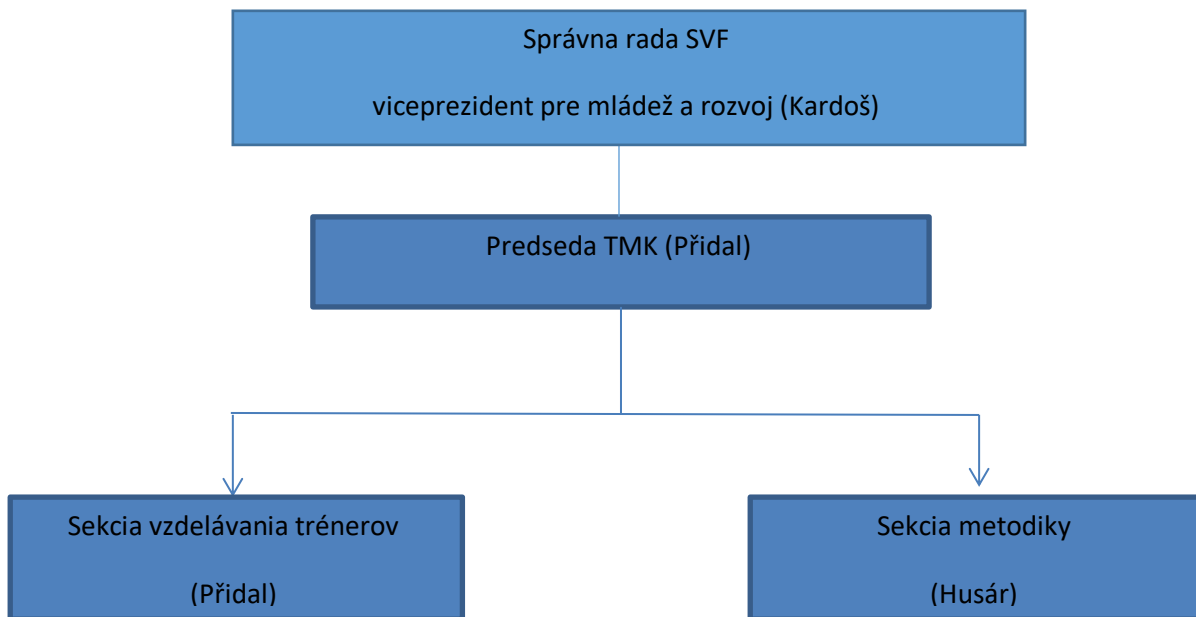 Správna rada SVF
viceprezident pre mládež a rozvoj (Kardoš)
Predseda TMK (Přidal)
Sekcia vzdelávania trénerov
(Přidal)
Sekcia metodiky
(Husár)